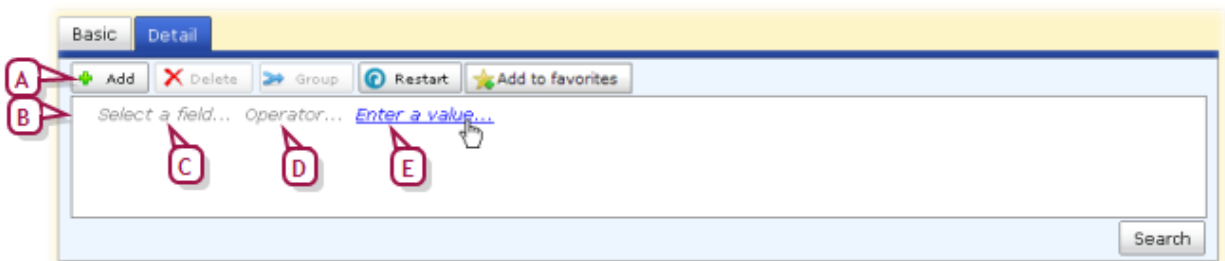 Basic Detail
A Add Delete Group Restart Add to favorites
B Select a field... Operator... Enter a value...
C D E
Search